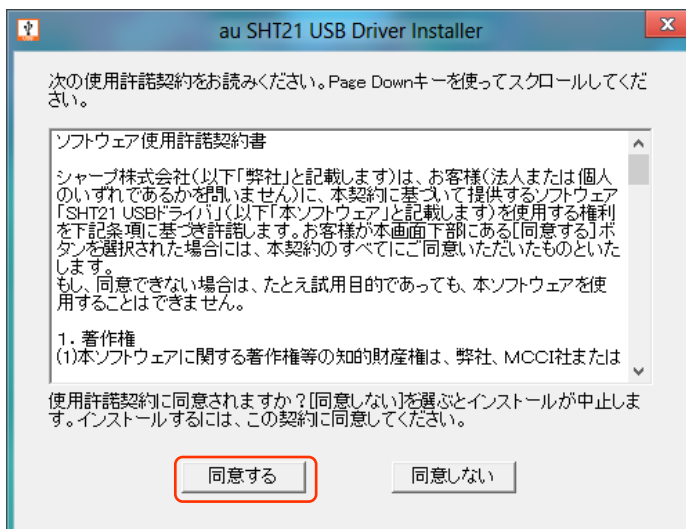 au SHT21 USB Driver Installer
次の使用許諾契約をお読みください。Page Downキーを使ってスクロールしてくだ
さい。
ソフトウェア使用許諾契約書
シャープ株式会社(以下「弊社」と記載します)は、お客様(法人または個人
のいずれであるかを問いません)に、本契約に基づいて提供するソフトウェア
「SHT21 USBドライバ」(以下「本ソフトウェア」と記載します)を使用する権利
を下記条項に基づき許諾します。お客様が本画面下部にある[同意する]ボ
タンを選択された場合には、本契約のすべてにご同意いただいたものといた
します。
もし、同意できない場合は、たとえ試用目的であっても、本ソフトウェアを使
用することはできません。
1. 著作権
(1)本ソフトウェアに関する著作権等の知的財産権は、弊社、MCCI社または
使用許諾契約に同意されますか？[同意しない]を選ぶとインストールが中止しま
す。インストールするには、この契約に同意してください。
同意する
同意しない